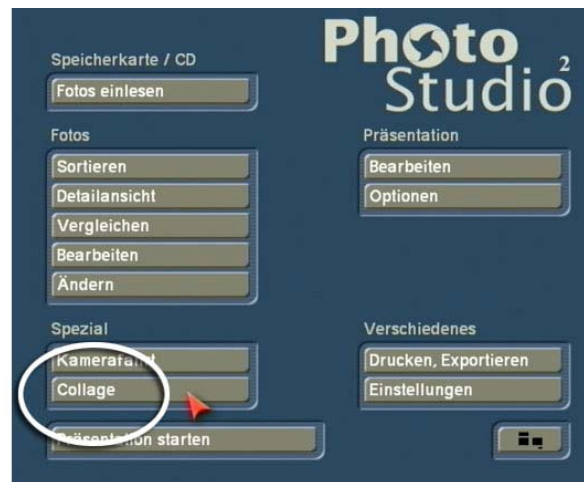 Photo
Studio 2
Speicherkarte / CD
Fotos einlesen
Fotos
Sortieren
Detailansicht
Vergleichen
Bearbeiten
Ändern
Präsentation
Bearbeiten
Optionen
Spezial
Kamerafahrt
Collage
Präsentation starten
Verschiedenes
Drucken, Exportieren
Einstellungen